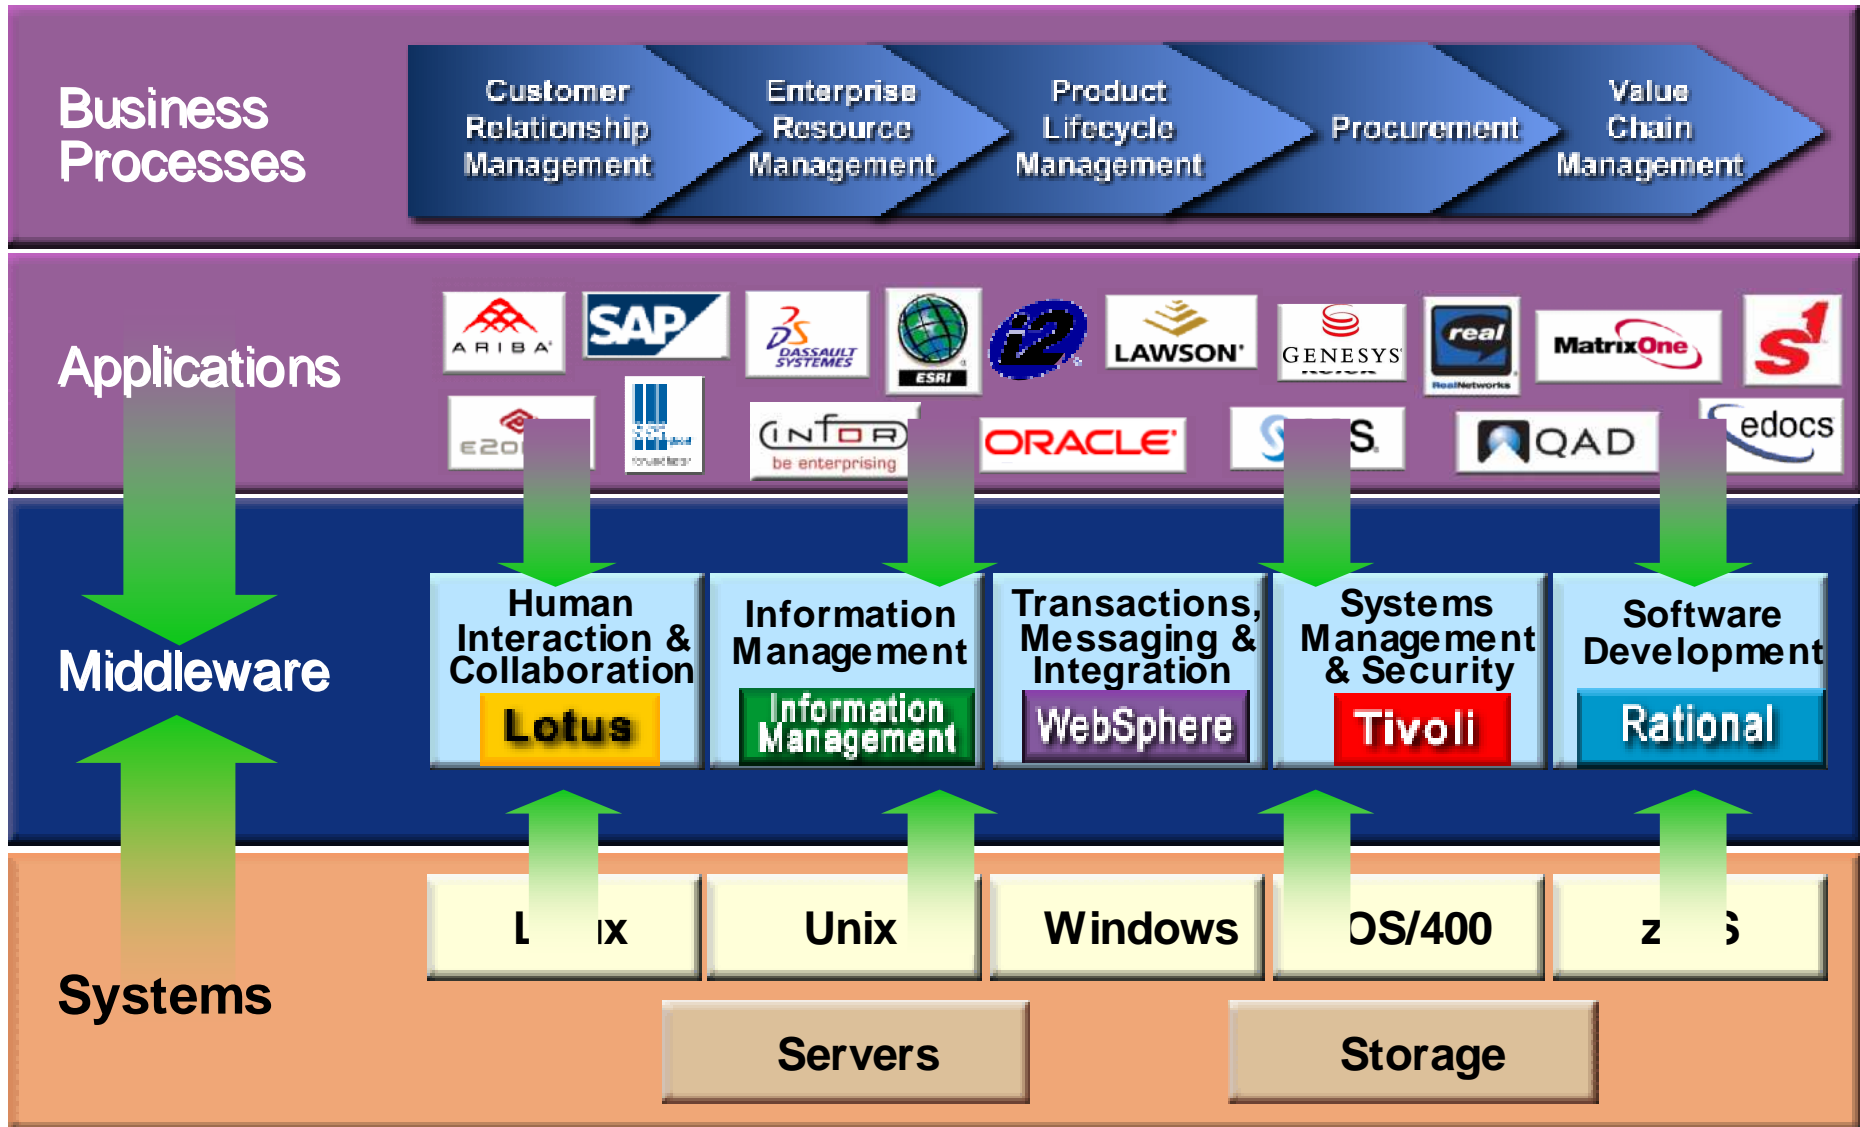 Business
Processes
Customer
Relationship
Management
Enterprise
Resource
Management
Product
Lifecycle
Management
Procurement
Value
Chain
Management
Applications
ARIBA
SAP
DASSAULT
SYSTEMES
ESRI
i2
LAWSON
GENESYS
real
RealNetworks
MatrixOne
S1
INFOR
be enterprising
ORACLE
QAD
edocs
Middleware
Human
Interaction &
Collaboration
Lotus
Information
Management
Information
Management
Transactions,
Messaging &
Integration
WebSphere
Systems
Management
& Security
Tivoli
Software
Development
Rational
Systems
Unix
Windows
OS/400
Servers
Storage